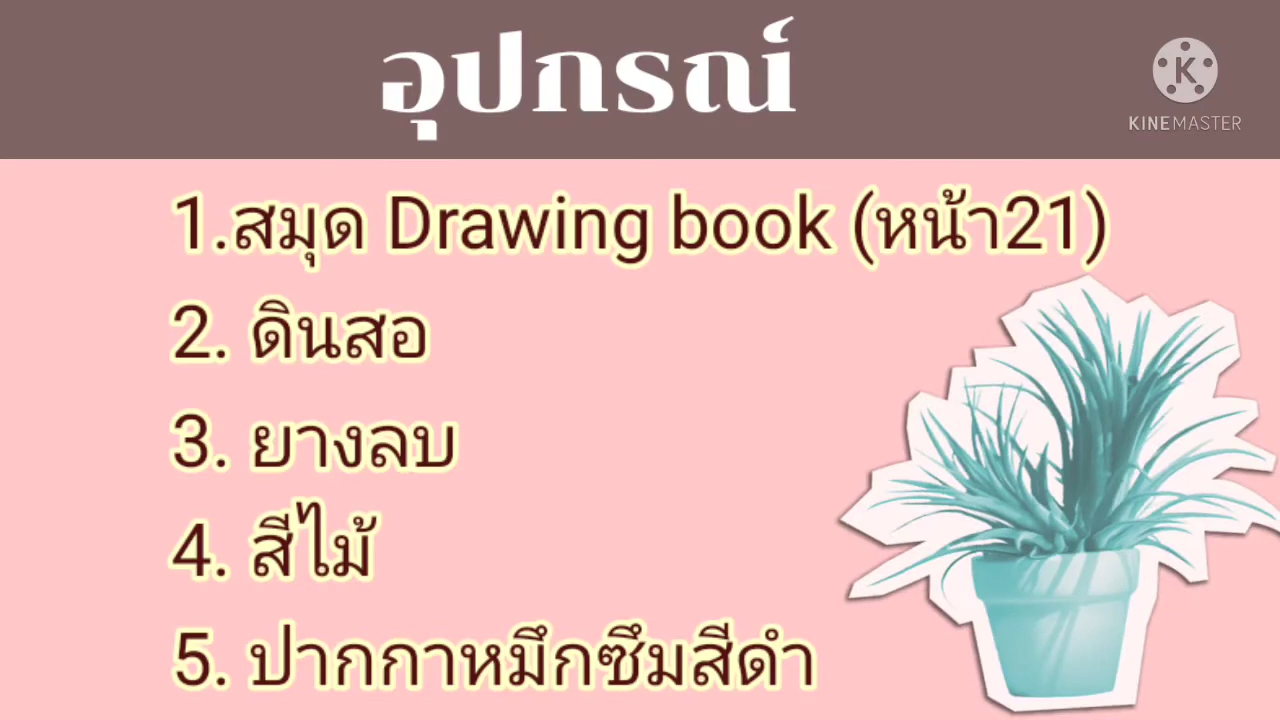 อุปกรณ์
K
KINEMASTER
1.สมุด Drawing book (หน้า21)
2. ดินสอ
3. ยางลบ
4. สีไม้
5. ปากกาหมึกซึมสีดำ